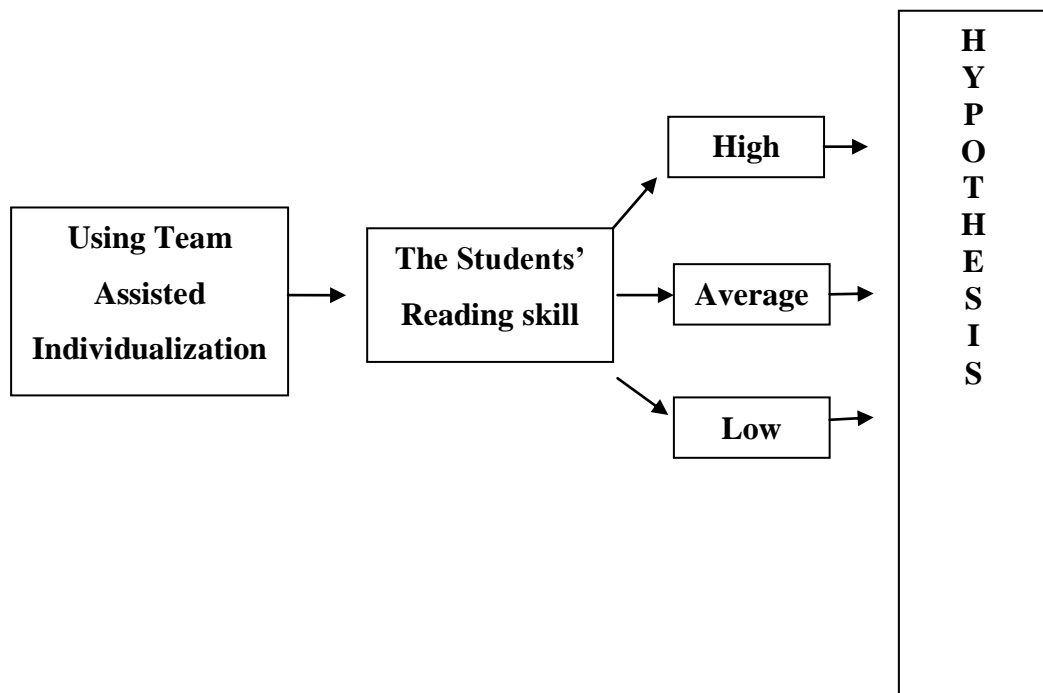 Using Team
Assisted
Individualization
The Students’
Reading skill
High
Average
Low
H
Y
P
O
T
H
E
S
I
S